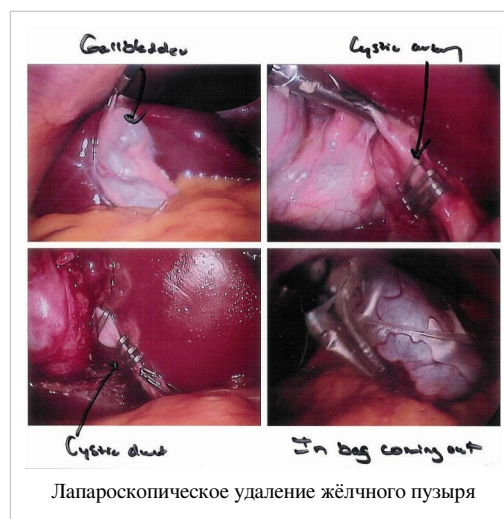 Gallbladder
Cystic artery
Cystic duct
In bag coming out
Лапароскопическое удаление жёлчного пузыря